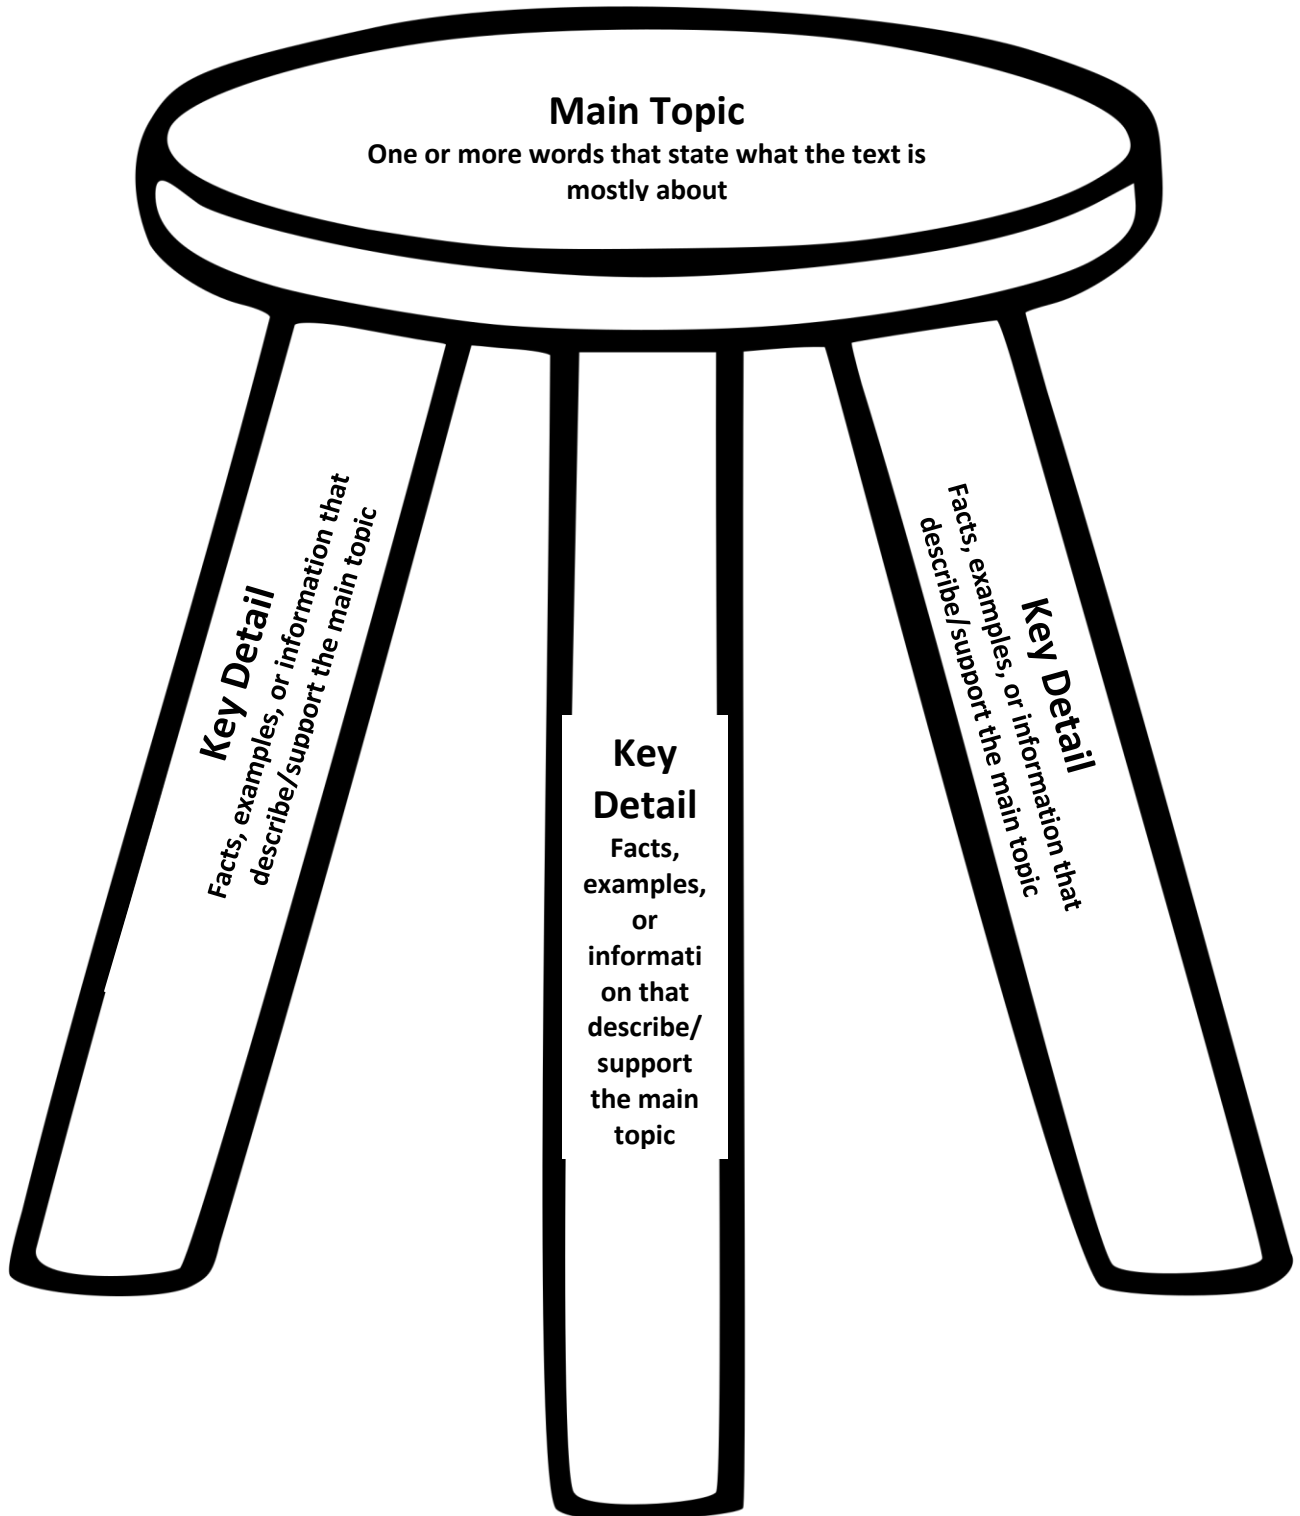 Main Topic
One or more words that state what the text is
mostly about
Key Detail
Facts, examples, or information that
describe/support the main topic
Key
Detail
Facts,
examples,
or
informati
on that
describe/
support
the main
topic
Key Detail
Facts, examples, or information that
describe/support the main topic